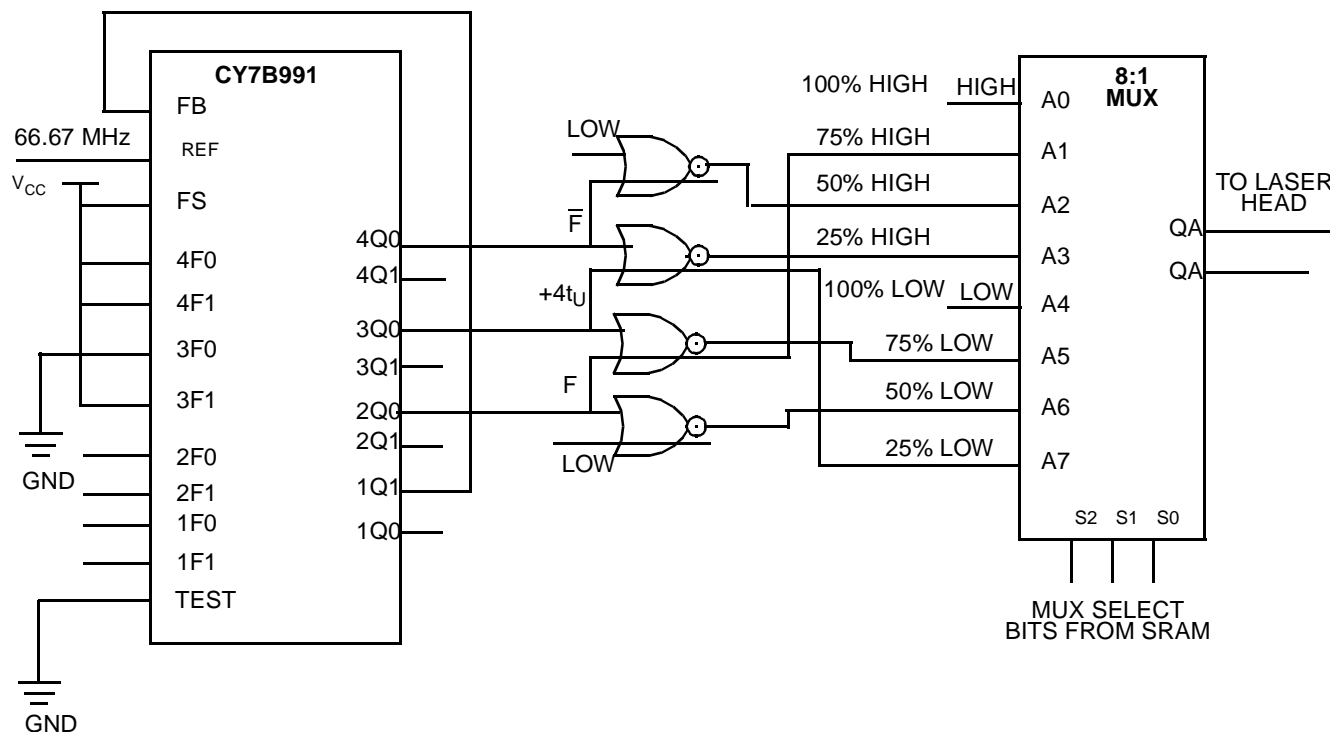 CY7B991
FB
66.67 MHz
REF
VCC
FS
4F0
4F1
3F0
3F1
GND
2F0
2F1
1F0
1F1
TEST
GND
4Q0
4Q1
3Q0
3Q1
2Q0
2Q1
1Q1
1Q0
LOW
F̅
+4tU
F
LOW
100% HIGH
HIGH
75% HIGH
50% HIGH
25% HIGH
100% LOW
LOW
75% LOW
50% LOW
25% LOW
8:1
MUX
A0
A1
A2
A3
A4
A5
A6
A7
QA
QA
S2 S1 S0
TO LASER
HEAD
MUX SELECT
BITS FROM SRAM